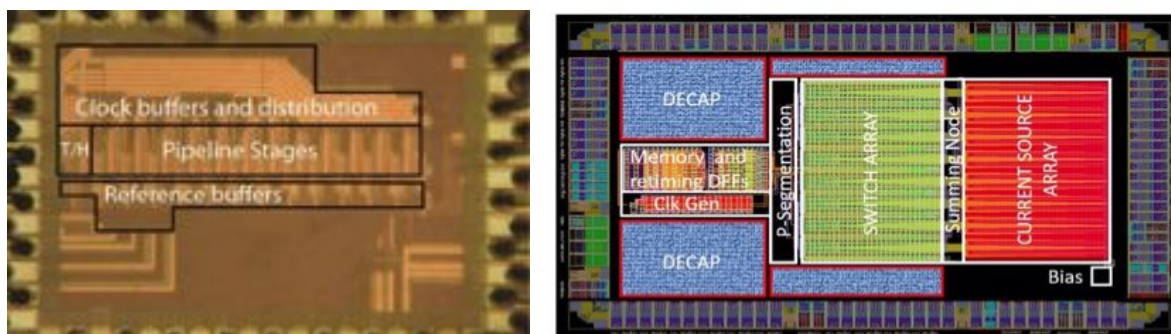 Clock buffers and distribution
T/H
Pipeline Stages
Reference buffers
DECAP
Memory and
retiming DFFs
Clk Gen
DECAP
P-Segmentation
SWITCH ARRAY
Summing Node
CURRENT SOURCE
ARRAY
Bias